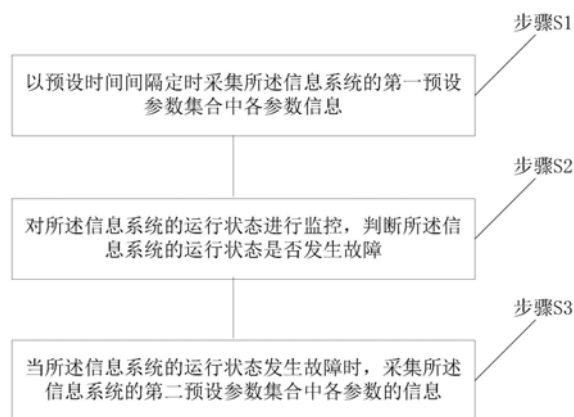 步骤S1
以预设时间间隔定时采集所述信息系统的第一预设
参数集合中各参数信息
步骤S2
对所述信息系统的运行状态进行监控，判断所述信
息系统的运行状态是否发生故障
步骤S3
当所述信息系统的运行状态发生故障时，采集所述
信息系统的第二预设参数集合中各参数的信息